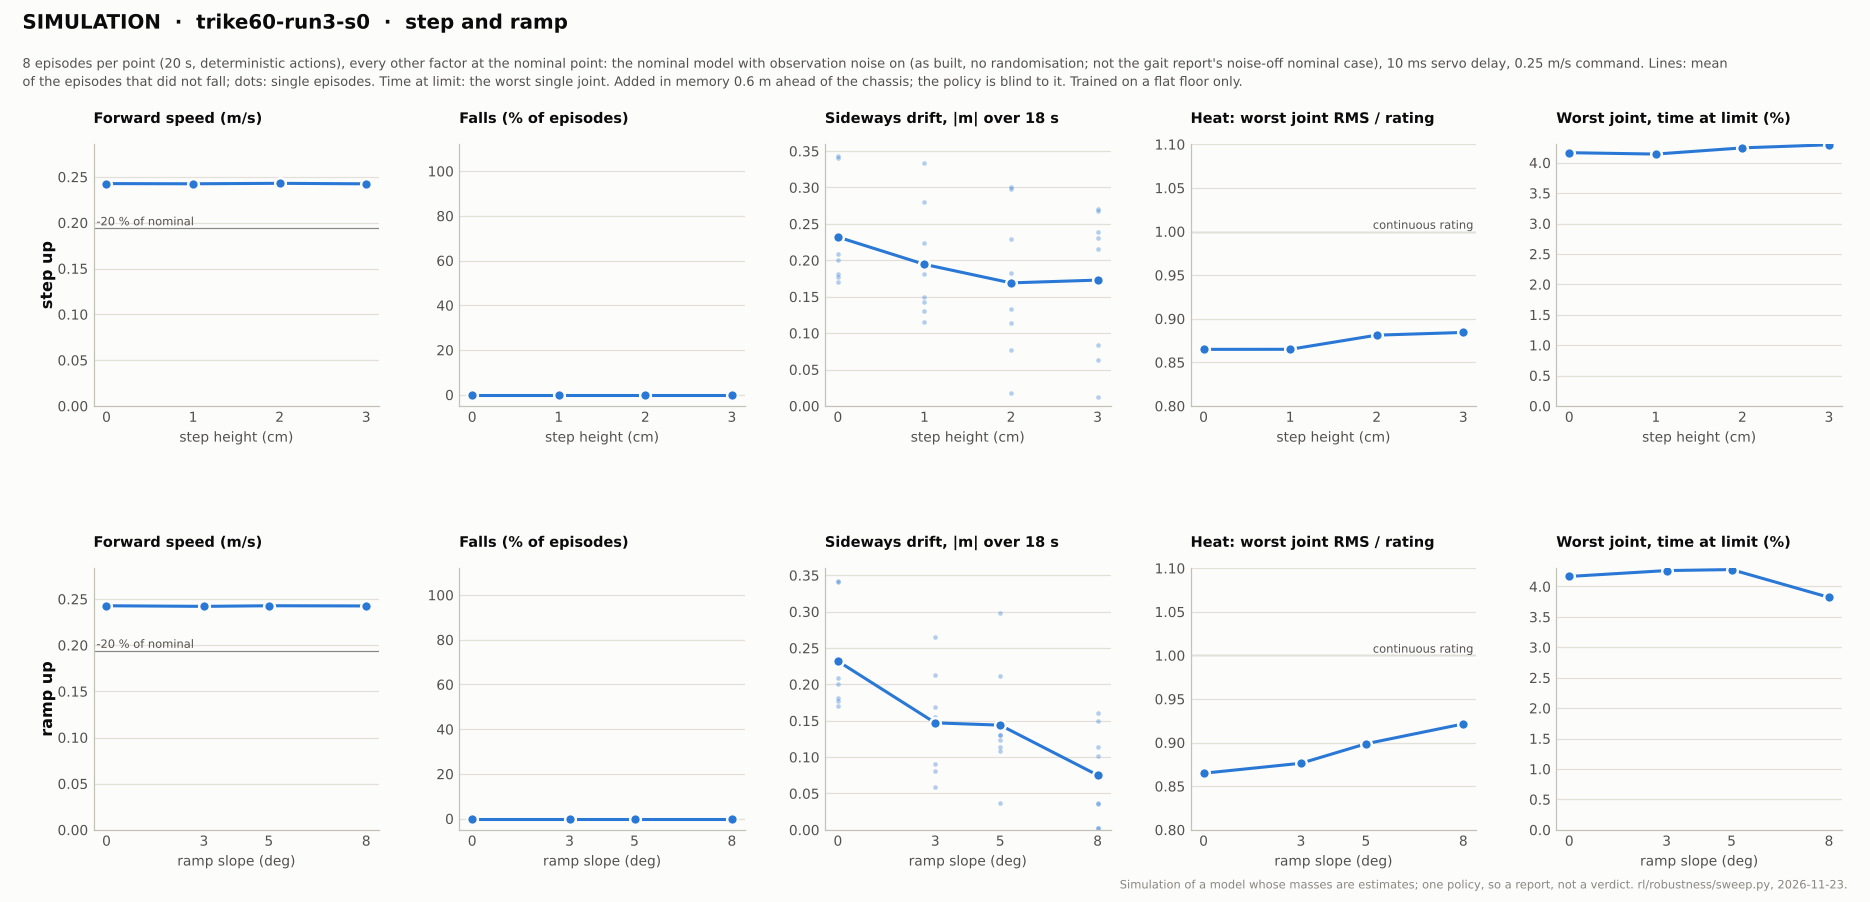 SIMULATION · trike60-run3-s0 · step and ramp
8 episodes per point (20 s, deterministic actions), every other factor at the nominal point: the nominal model with observation noise on (as built, no randomisation; not the gait report's noise-off nominal case), 10 ms servo delay, 0.25 m/s command. Lines: mean
of the episodes that did not fall; dots: single episodes. Time at limit: the worst single joint. Added in memory 0.6 m ahead of the chassis; the policy is blind to it. Trained on a flat floor only.
step up
Forward speed (m/s)
0.25
0.20
0.15
0.10
0.05
0.00
-20 % of nominal
0 1 2 3
step height (cm)
Falls (% of episodes)
100
80
60
40
20
0
0 1 2 3
step height (cm)
Sideways drift, |m| over 18 s
0.35
0.30
0.25
0.20
0.15
0.10
0.05
0.00
0 1 2 3
step height (cm)
Heat: worst joint RMS / rating
1.10
1.05
1.00
0.95
0.90
0.85
0.80
continuous rating
0 1 2 3
step height (cm)
Worst joint, time at limit (%)
4.0
3.5
3.0
2.5
2.0
1.5
1.0
0.5
0.0
0 1 2 3
step height (cm)
ramp up
Forward speed (m/s)
0.25
0.20
0.15
0.10
0.05
0.00
-20 % of nominal
0 3 5 8
ramp slope (deg)
Falls (% of episodes)
100
80
60
40
20
0
0 3 5 8
ramp slope (deg)
Sideways drift, |m| over 18 s
0.35
0.30
0.25
0.20
0.15
0.10
0.05
0.00
0 3 5 8
ramp slope (deg)
Heat: worst joint RMS / rating
1.10
1.05
1.00
0.95
0.90
0.85
0.80
continuous rating
0 3 5 8
ramp slope (deg)
Worst joint, time at limit (%)
4.0
3.5
3.0
2.5
2.0
1.5
1.0
0.5
0.0
0 3 5 8
ramp slope (deg)
Simulation of a model whose masses are estimates; one policy, so a report, not a verdict. rl/robustness/sweep.py, 2026-11-23.